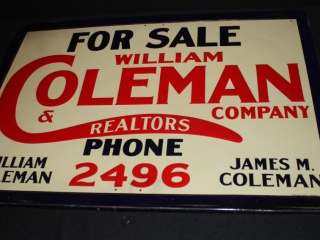 FOR SALE
WILLIAM
COLEMAN
& COMPANY
REALTORS
PHONE
2496
JAMES M.
COLEMAN